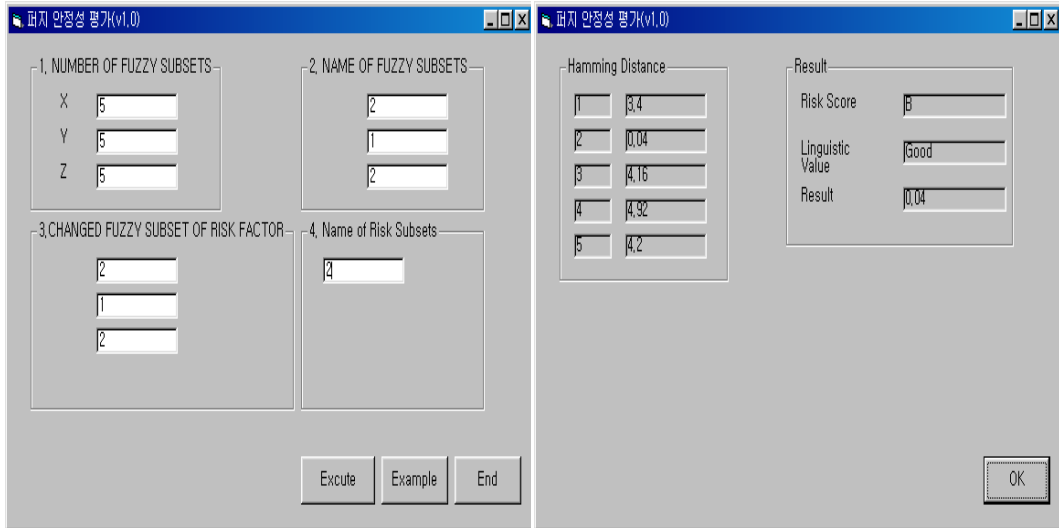 퍼지 안정성 평가(v1.0)
1. NUMBER OF FUZZY SUBSETS
X 5
Y 5
Z 5
2. NAME OF FUZZY SUBSETS
2
1
2
3.CHANGED FUZZY SUBSET OF RISK FACTOR
2
1
2
4. Name of Risk Subsets
2
Excute Example End
퍼지 안정성 평가(v1.0)
Hamming Distance
1 3.4
2 0.04
3 4.16
4 4.92
5 4.2
Result
Risk Score B
Linguistic
Value Good
Result 0.04
OK